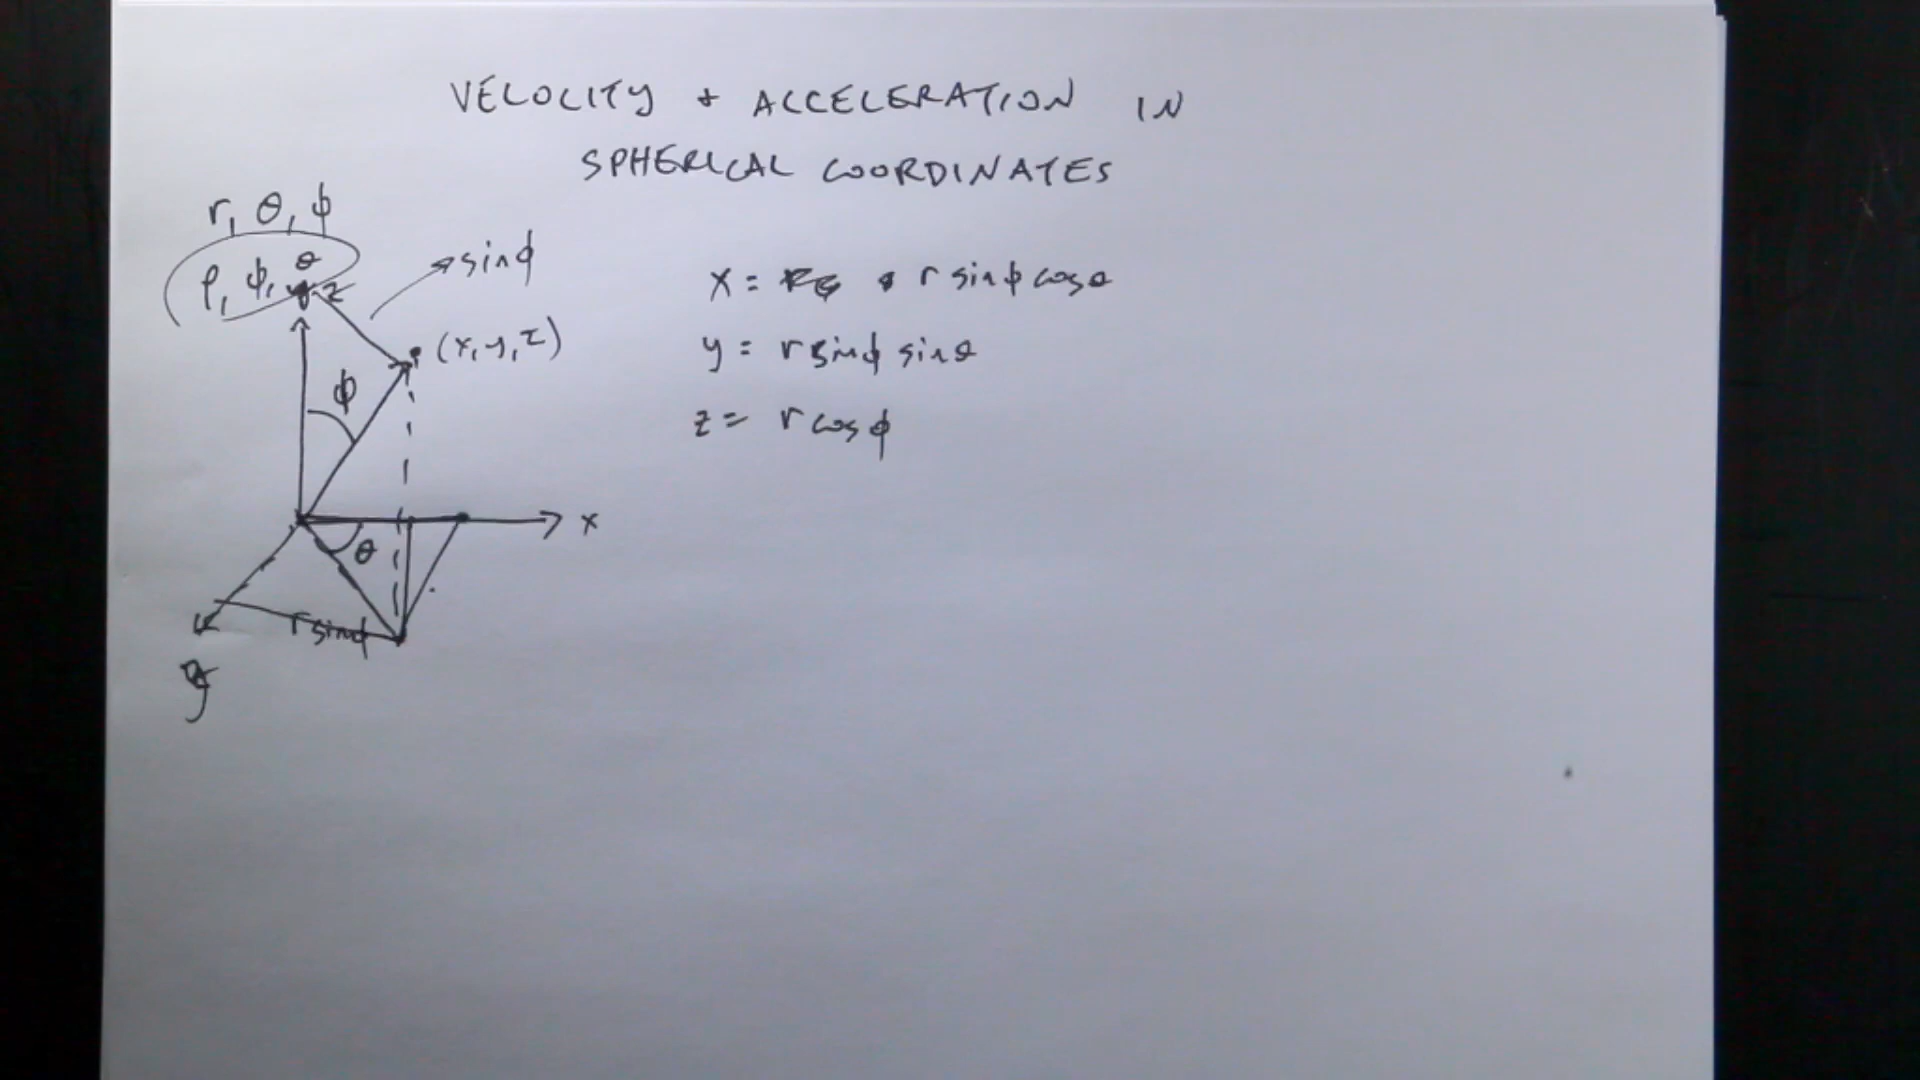 VELOCITY + ACCELERATION IN
SPHERICAL COORDINATES
r, θ, ϕ
θ
ρ, ϕ, z
sinϕ
(x, y, z)
ϕ
x
θ
r sinϕ
y
x = r sinϕ cosθ
y = r sinϕ sinθ
z = r cosϕ